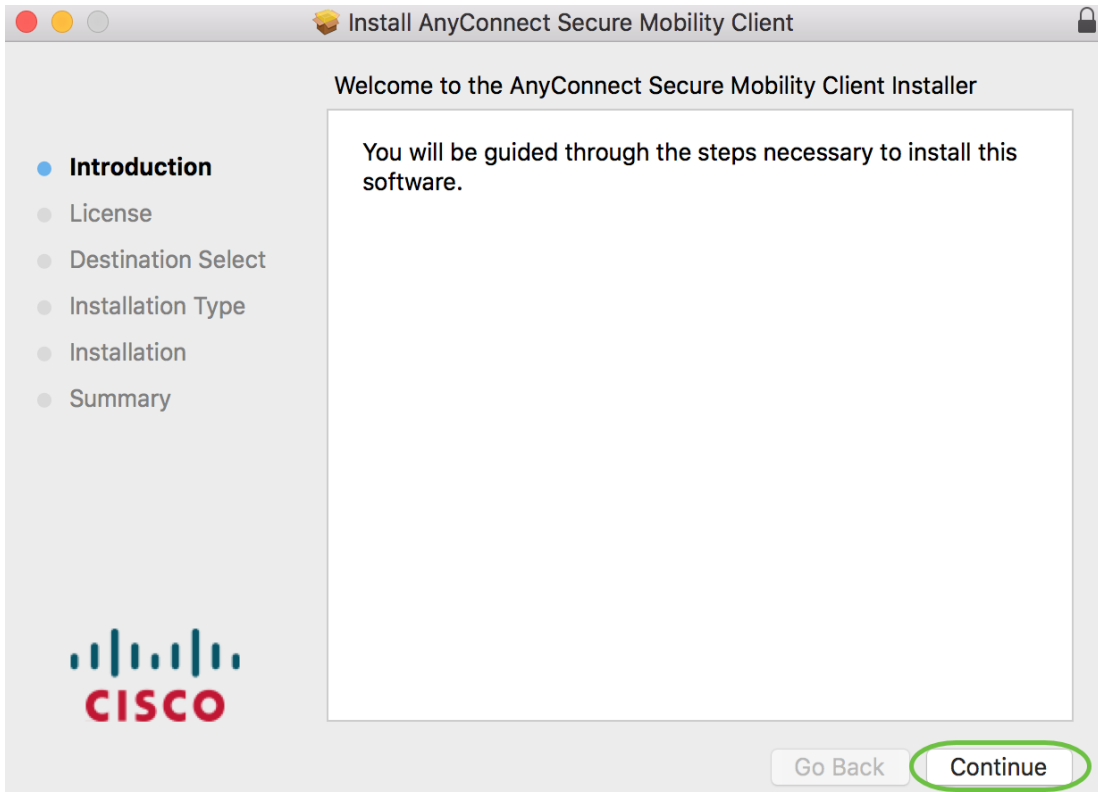 Install AnyConnect Secure Mobility Client
Welcome to the AnyConnect Secure Mobility Client Installer
Introduction
License
Destination Select
Installation Type
Installation
Summary
You will be guided through the steps necessary to install this
software.
CISCO
Go Back
Continue